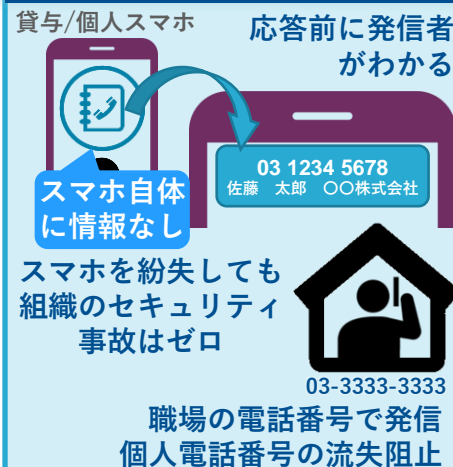 貸与/個人スマホ
応答前に発信者
がわかる
03 1234 5678
佐藤　太郎　〇〇株式会社
スマホ自体
に情報なし
スマホを紛失しても
組織のセキュリティ
事故はゼロ
03-3333-3333
職場の電話番号で発信
個人電話番号の流失阻止